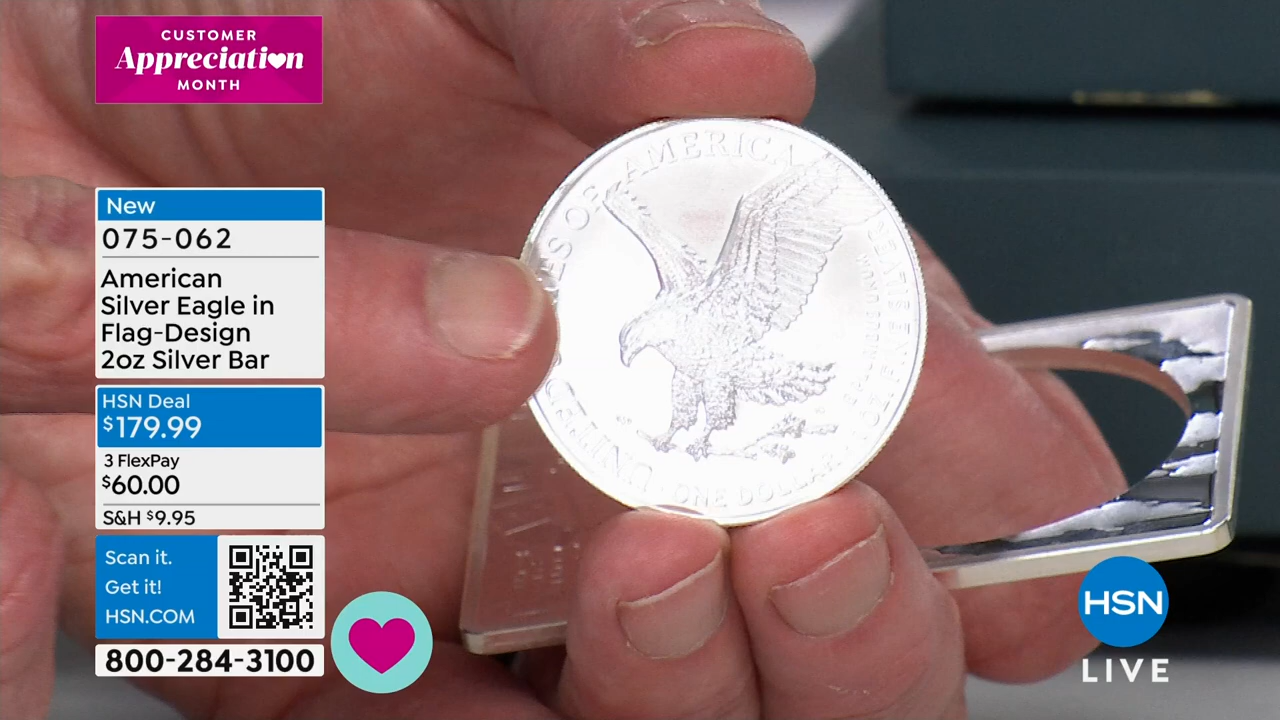 CUSTOMER
Appreciation
MONTH
New
075-062
American
Silver Eagle in
Flag-Design
2oz Silver Bar
HSN Deal
$179.99
3 FlexPay
$60.00
S&H $9.95
Scan it.
Get it!
HSN.COM
800-284-3100
UNITED
ES OF AMERICA
ONE DOLLAR
HSN
LIVE